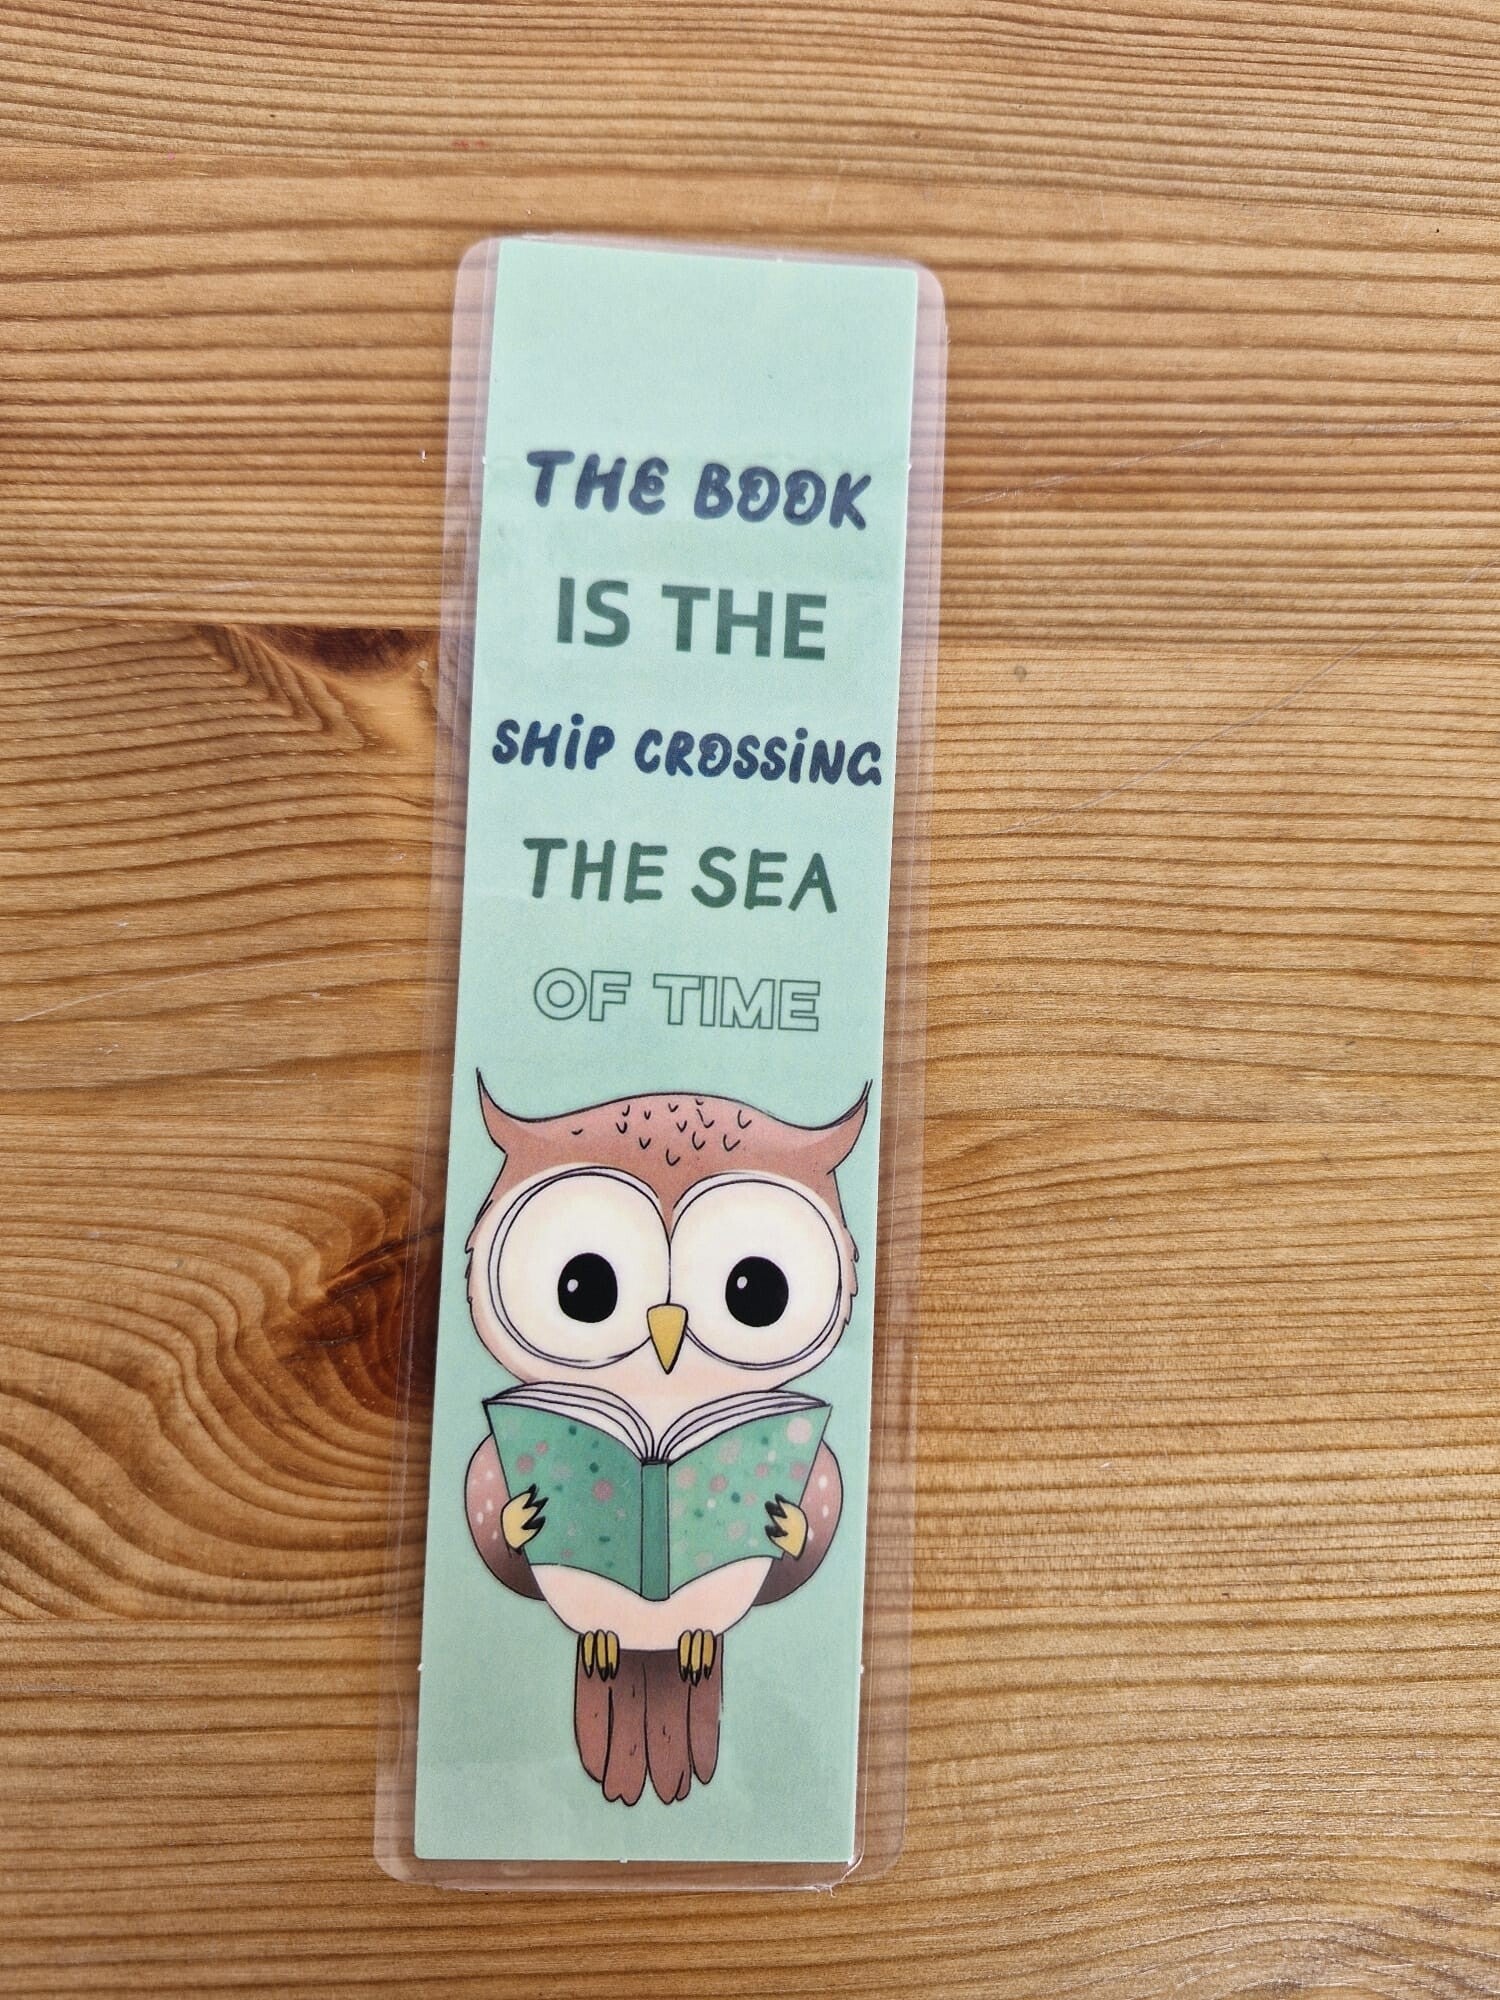 THE BOOK
IS THE
SHIP CROSSING
THE SEA
OF TIME